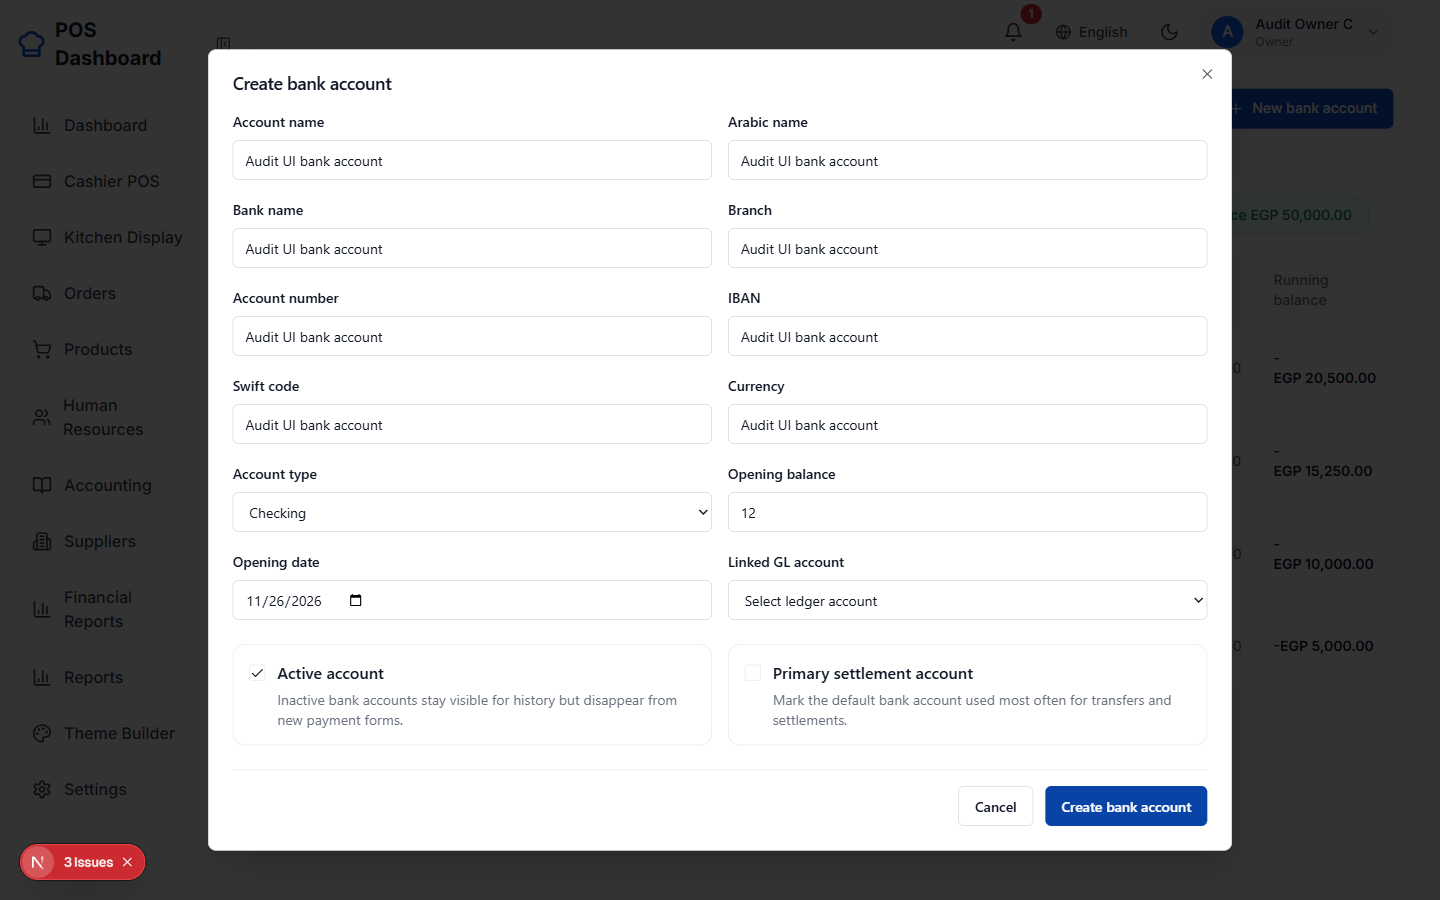 POS
Dashboard
1
English
A
Audit Owner C
Owner
Dashboard
Cashier POS
Kitchen Display
Orders
Products
Human
Resources
Accounting
Suppliers
Financial
Reports
Reports
Theme Builder
Settings
N
3 Issues
New bank account
ce EGP 50,000.00
Running
balance
0
-
EGP 20,500.00
0
-
EGP 15,250.00
0
-
EGP 10,000.00
0
-EGP 5,000.00
Create bank account
Account name
Audit UI bank account
Arabic name
Audit UI bank account
Bank name
Audit UI bank account
Branch
Audit UI bank account
Account number
Audit UI bank account
IBAN
Audit UI bank account
Swift code
Audit UI bank account
Currency
Audit UI bank account
Account type
Checking
Opening balance
12
Opening date
11/26/2026
Linked GL account
Select ledger account
Active account
Inactive bank accounts stay visible for history but disappear from
new payment forms.
Primary settlement account
Mark the default bank account used most often for transfers and
settlements.
Cancel
Create bank account